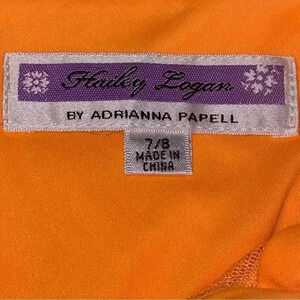 Hailey Logan
BY ADRIANNA PAPELL
7/8
MADE IN
CHINA